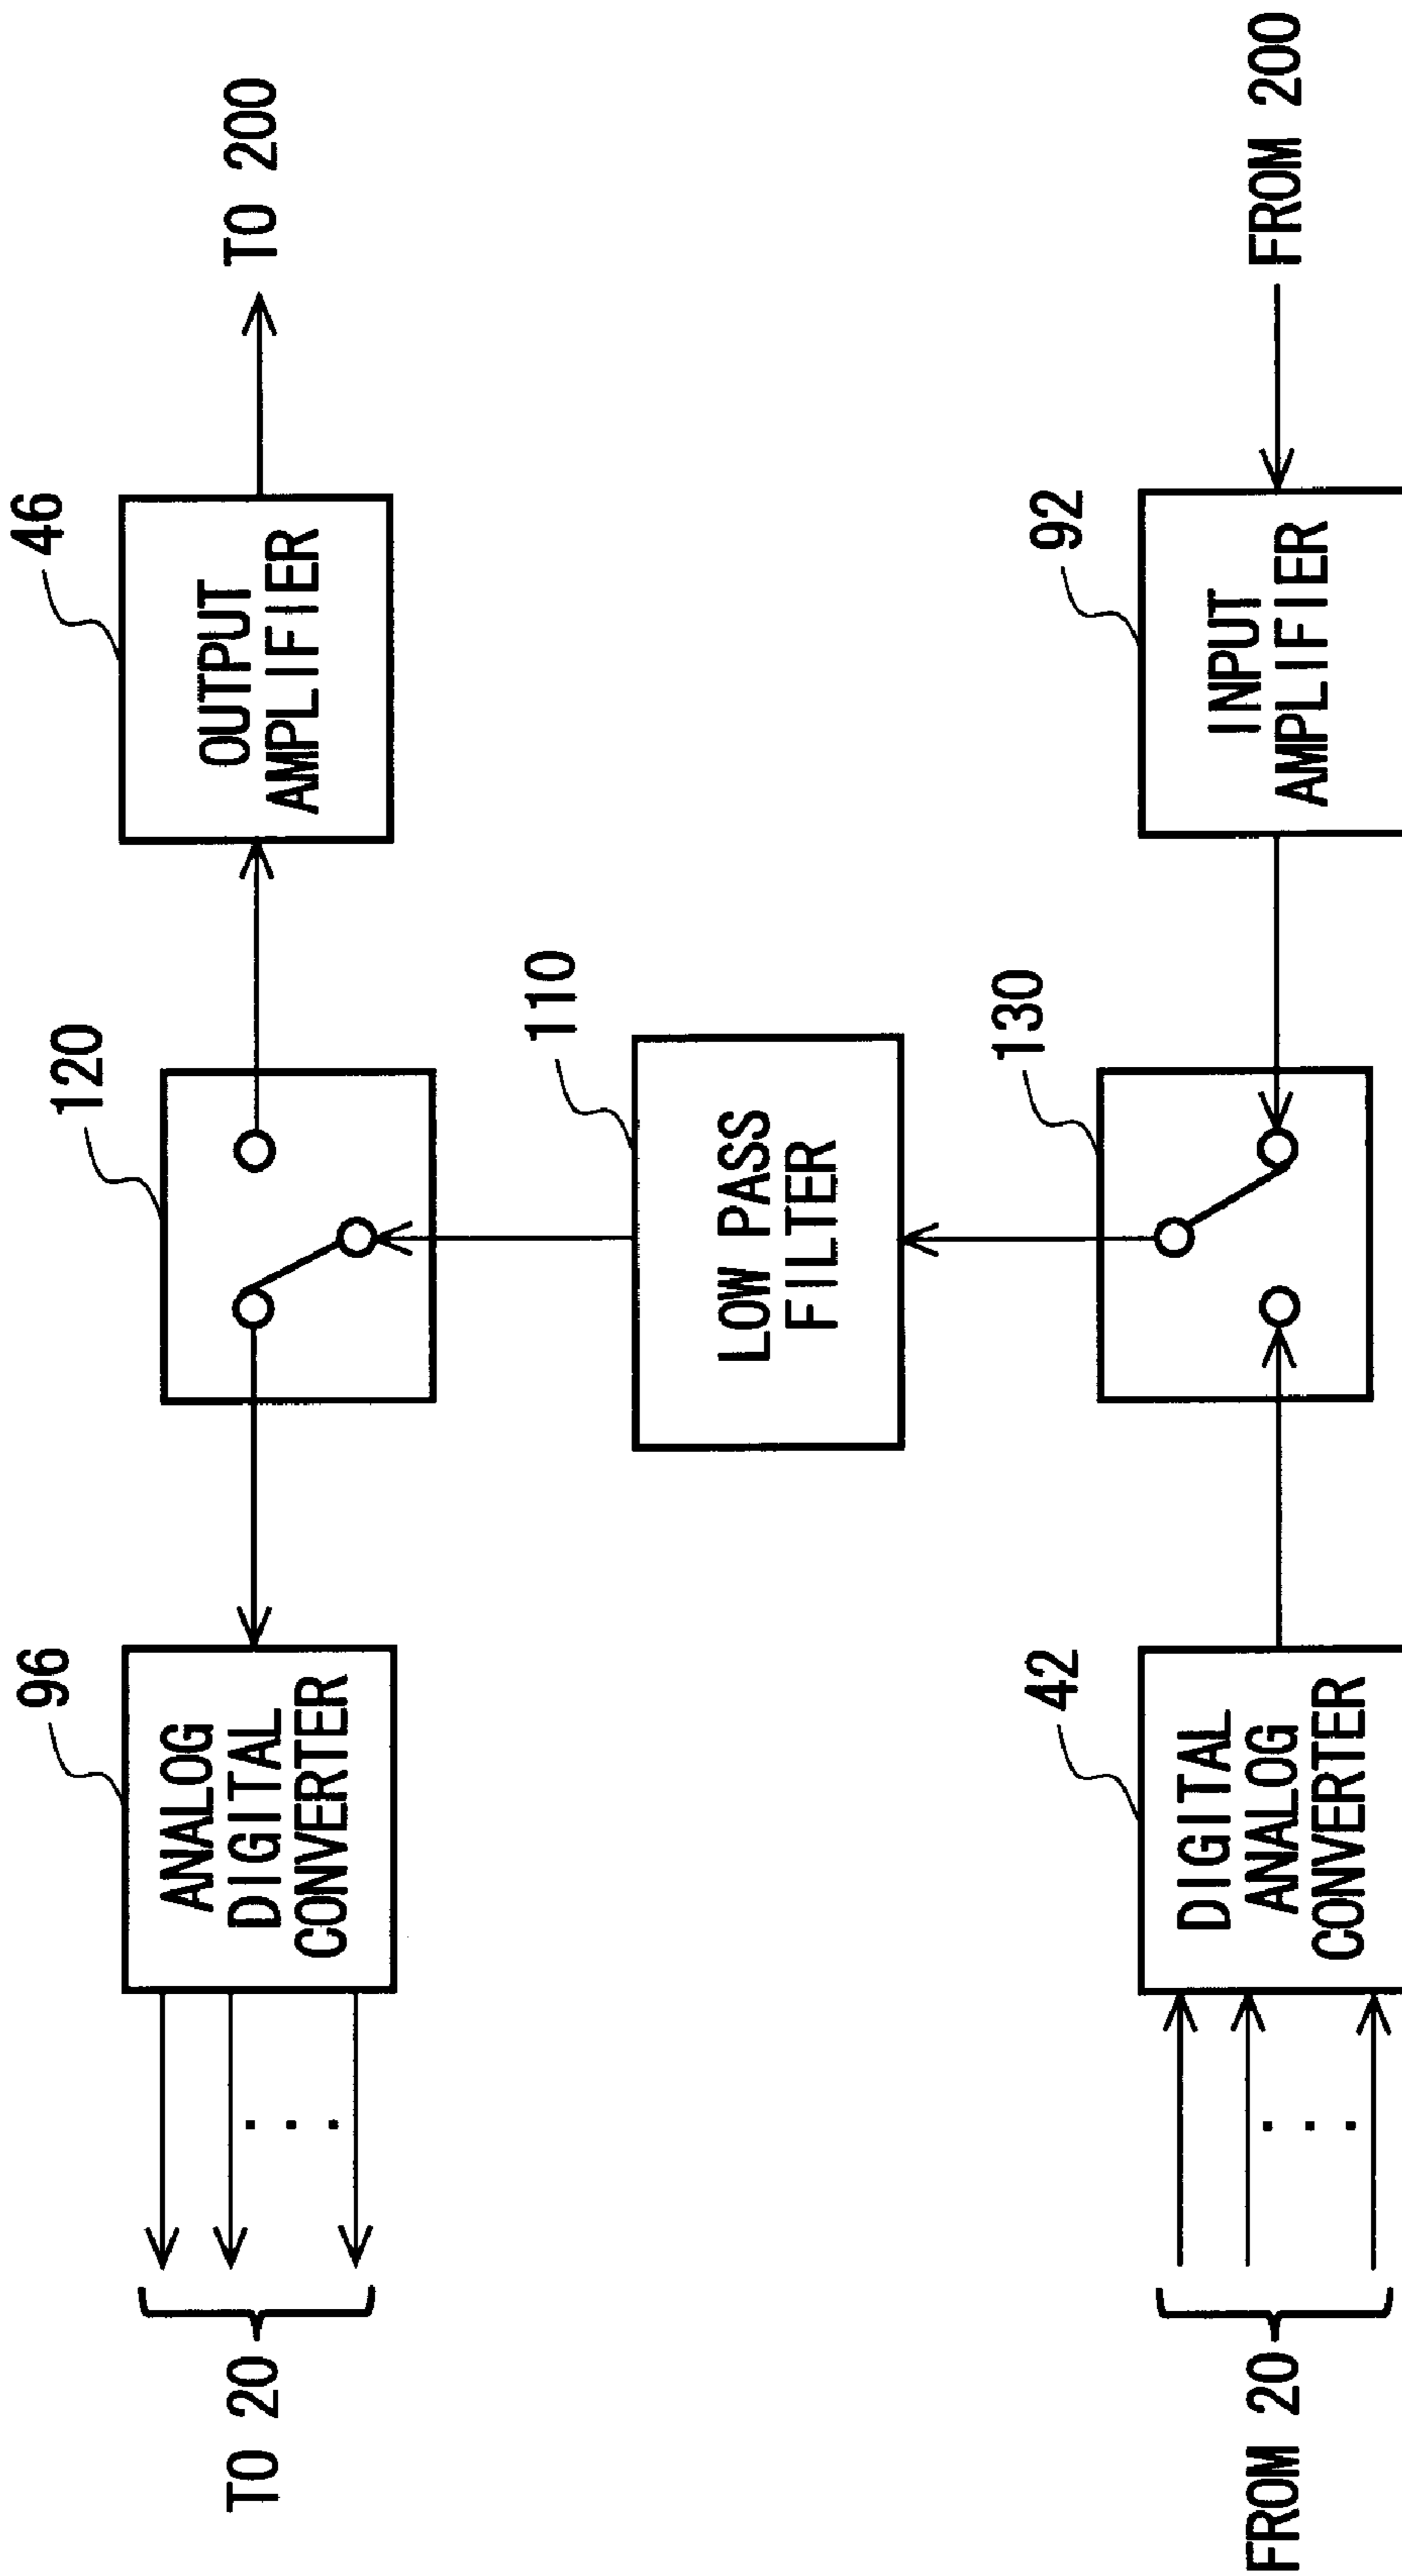 TO 200
46
OUTPUT
AMPLIFIER
120
96
ANALOG
DIGITAL
CONVERTER
. . .
TO 20
110
LOW PASS
FILTER
FROM 200
92
INPUT
AMPLIFIER
130
42
DIGITAL
ANALOG
CONVERTER
. . .
FROM 20